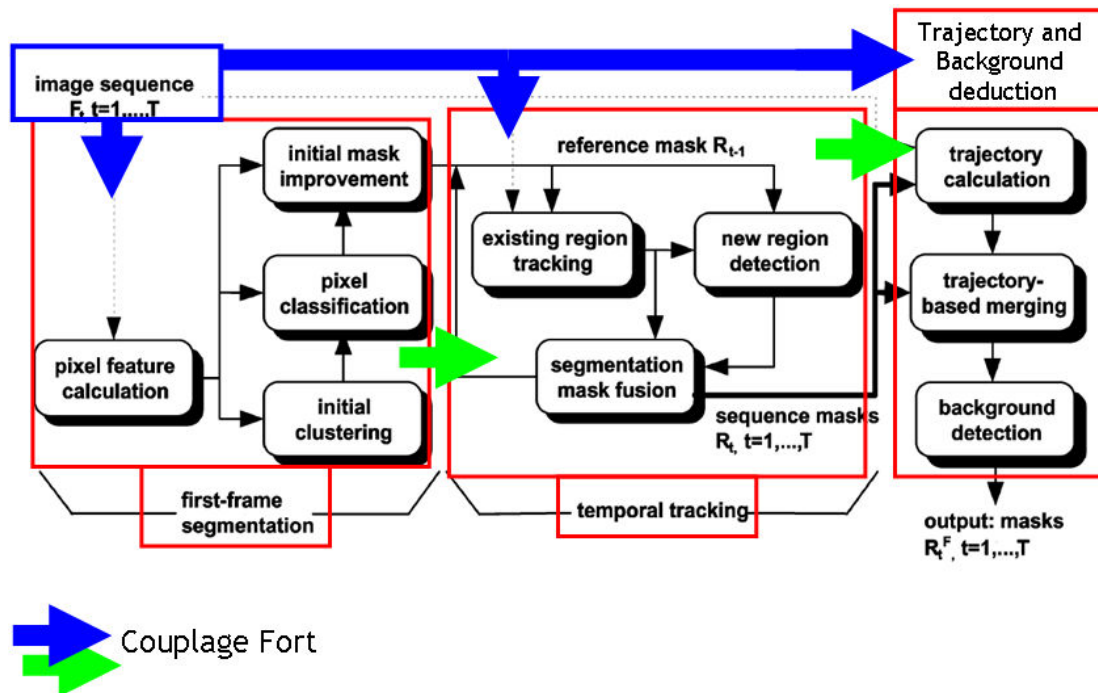 image sequence
F, t=1,...,T
Trajectory and
Background
deduction
initial mask
improvement
pixel
classification
pixel feature
calculation
initial
clustering
first-frame
segmentation
reference mask Rt-1
existing region
tracking
new region
detection
segmentation
mask fusion
sequence masks
Rt, t=1,...,T
temporal tracking
trajectory
calculation
trajectory-
based merging
background
detection
output: masks
RtF, t=1,...,T
Couplage Fort